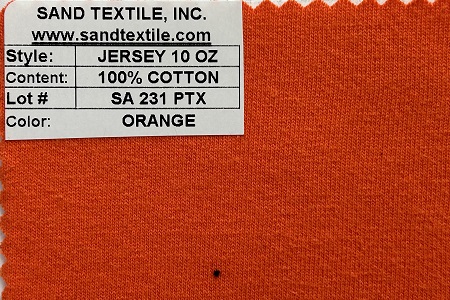 SAND TEXTILE, INC.
www.sandtextile.com
Style: JERSEY 10 OZ
Content: 100% COTTON
Lot # SA 231 PTX
Color: ORANGE